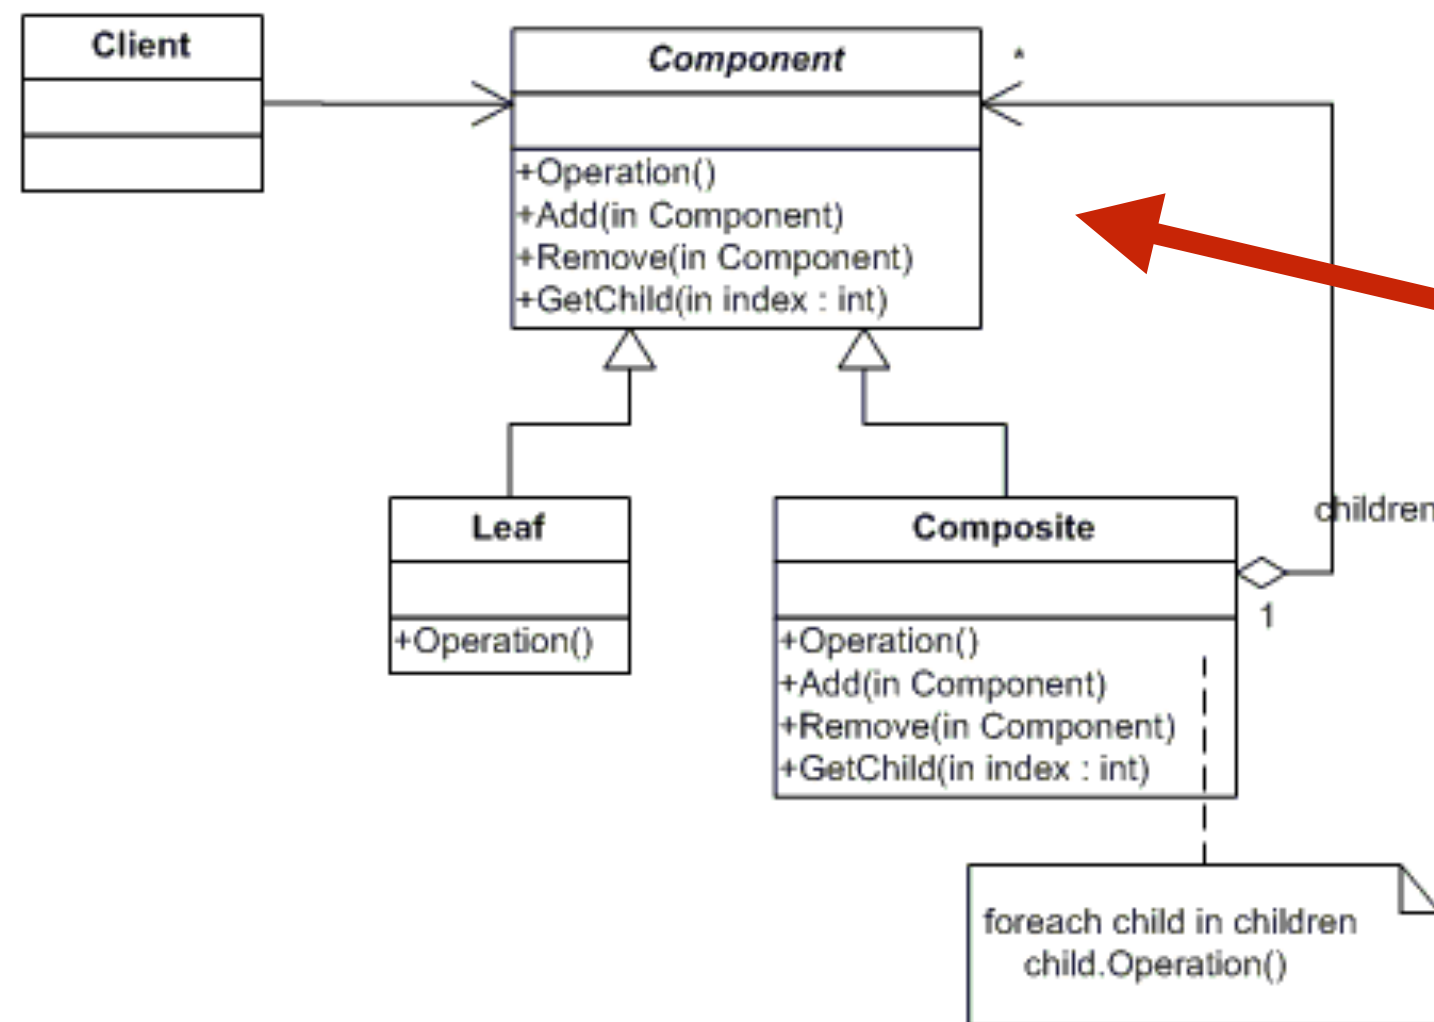 Client
Component
*
+Operation()
+Add(in Component)
+Remove(in Component)
+GetChild(in index : int)
children
Leaf
+Operation()
Composite
1
+Operation()
+Add(in Component)
+Remove(in Component)
+GetChild(in index : int)
foreach child in children
child.Operation()